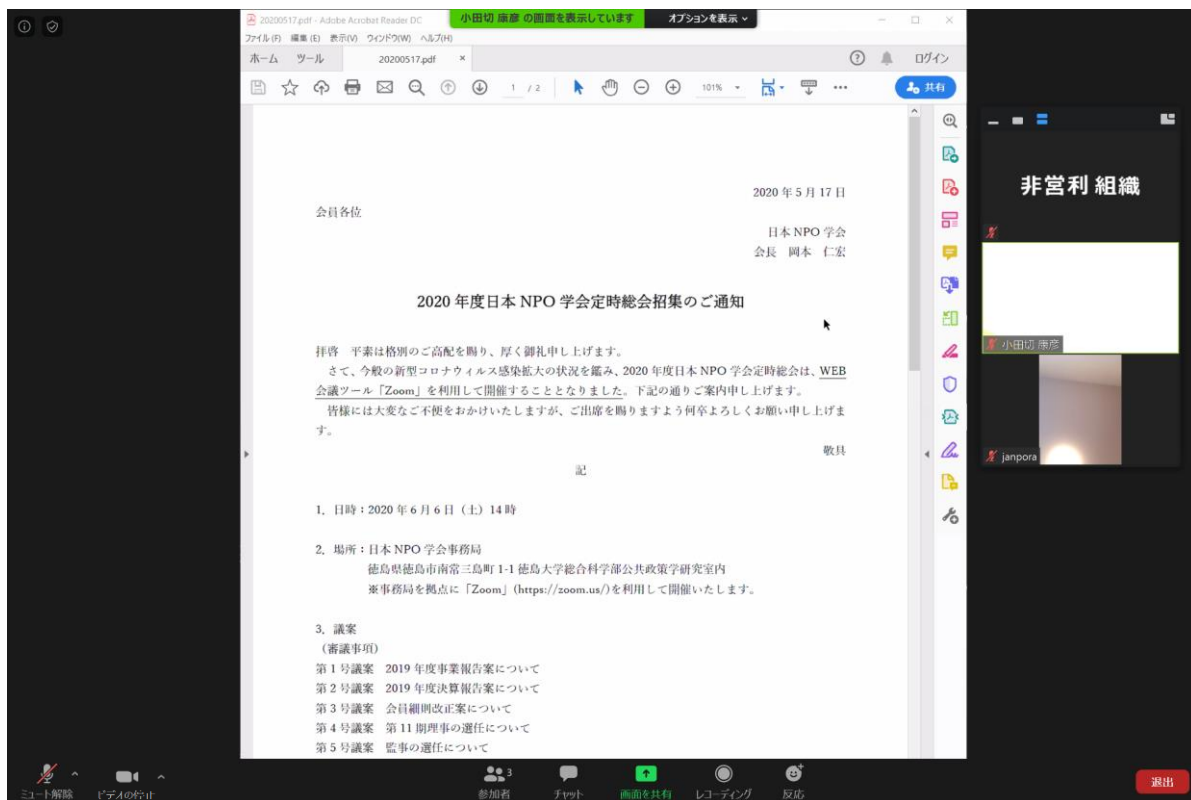 20200517.pdf - Adobe Acrobat Reader DC
小田切 康彦 の画面を表示しています
オプションを表示
ファイル(F) 編集(E) 表示(V) ウィンドウ(W) ヘルプ(H)
ホーム ツール 20200517.pdf × ログイン
1 / 2 101% 共有
2020 年 5 月 17 日
会員各位
日本 NPO 学会
会長 岡本 仁宏
2020 年度日本 NPO 学会定時総会招集のご通知
拝啓 平素は格別のご高配を賜り、厚く御礼申し上げます。
さて、今般の新型コロナウィルス感染拡大の状況を鑑み、2020 年度日本 NPO 学会定時総会は、WEB
会議ツール「Zoom」を利用して開催することとなりました。下記の通りご案内申し上げます。
皆様には大変なご不便をおかけいたしますが、ご出席を賜りますよう何卒よろしくお願い申し上げま
す。
敬具
記
1．日時：2020 年 6 月 6 日（土）14 時
2．場所：日本 NPO 学会事務局
徳島県徳島市南常三島町 1-1 徳島大学総合科学部公共政策学研究室内
※事務局を拠点に「Zoom」(https://zoom.us/)を利用して開催いたします。
3．議案
（審議事項）
第 1 号議案 2019 年度事業報告案について
第 2 号議案 2019 年度決算報告案について
第 3 号議案 会員細則改正案について
第 4 号議案 第 11 期理事の選任について
第 5 号議案 監事の選任について
非営利 組織
小田切 康彦
janpora
ミュート解除 ビデオの停止 参加者 3 チャット 画面を共有 レコーディング 反応 退出